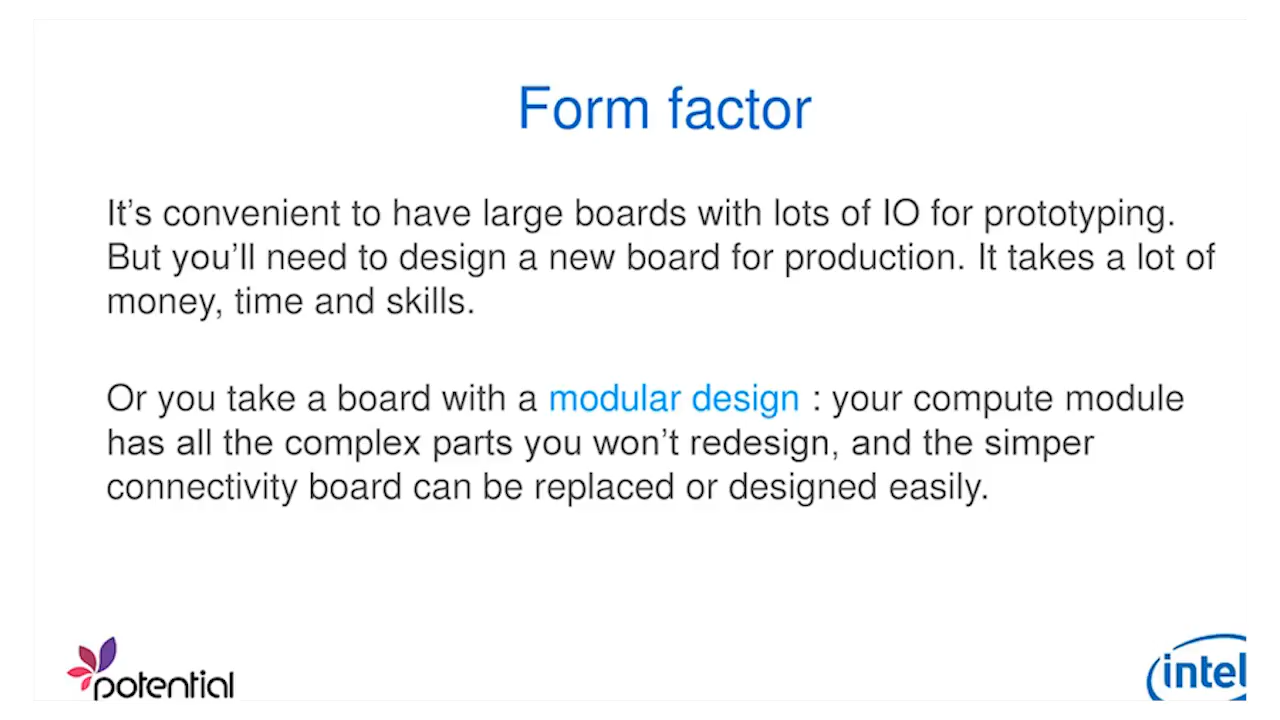 Form factor
It’s convenient to have large boards with lots of IO for prototyping.
But you’ll need to design a new board for production. It takes a lot of
money, time and skills.
Or you take a board with a modular design : your compute module
has all the complex parts you won’t redesign, and the simper
connectivity board can be replaced or designed easily.
potential
intel